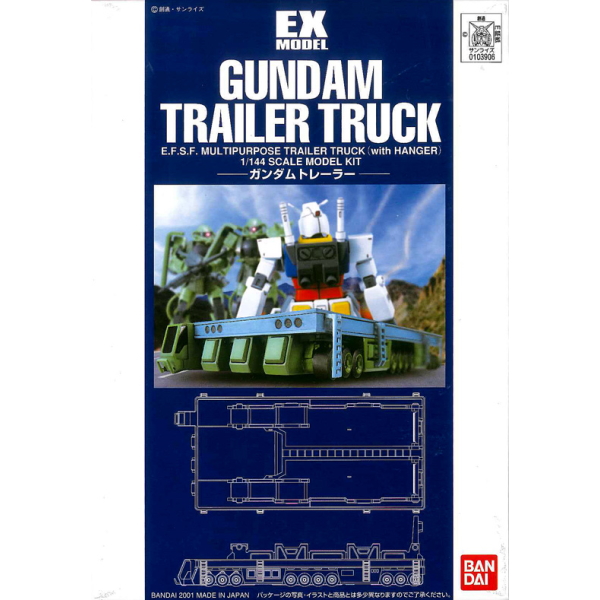 ©創通・サンライズ
EX
MODEL
GUNDAM
TRAILER TRUCK
E.F.S.F. MULTIPURPOSE TRAILER TRUCK (with HANGER)
1/144 SCALE MODEL KIT
ガンダムトレーラー
©
サンライズ
0103906
BANDAI 2001 MADE IN JAPAN
パッケージの写真・イラストと商品とは多少異なりますのでご了承ください。
BAN
DAI